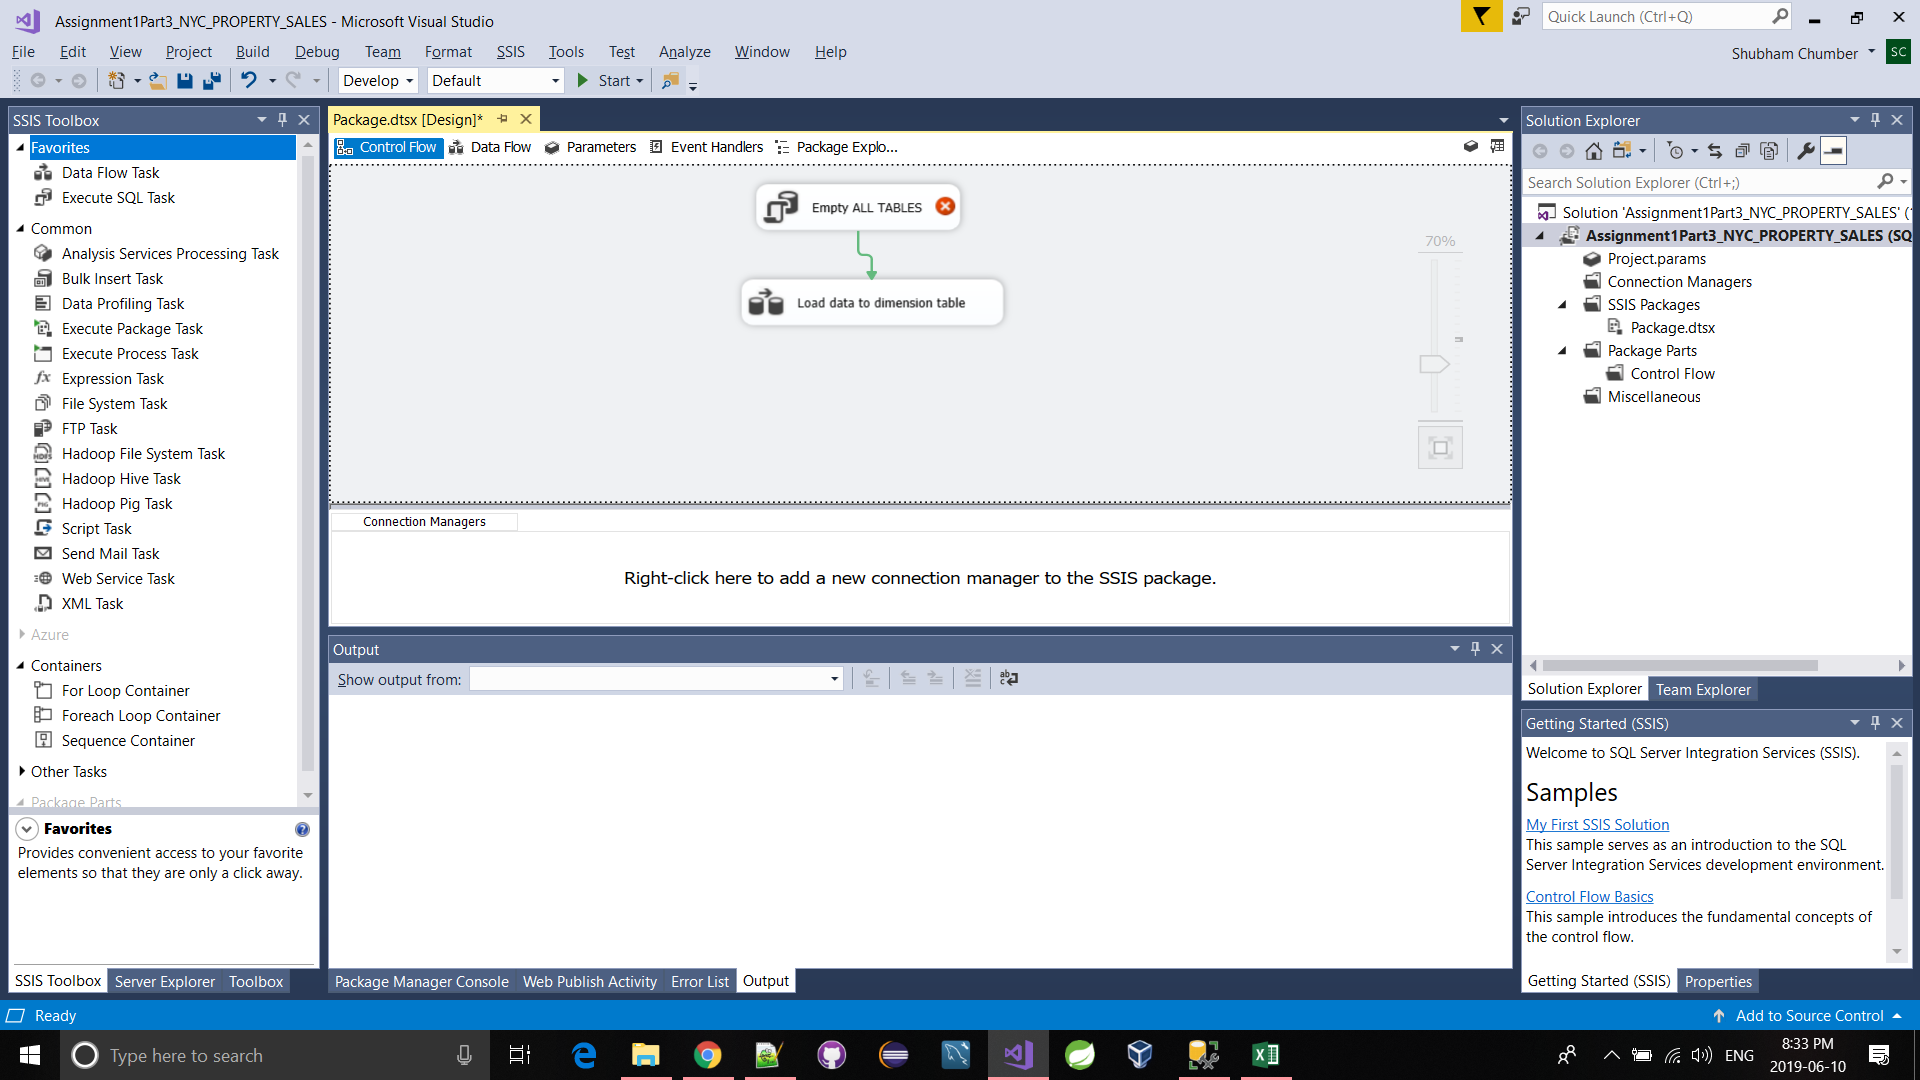 Assignment1Part3_NYC_PROPERTY_SALES - Microsoft Visual Studio
Quick Launch (Ctrl+Q)
File Edit View Project Build Debug Team Format SSIS Tools Test Analyze Window Help
Shubham Chumber
SC
Develop
Default
Start
SSIS Toolbox
Favorites
Data Flow Task
Execute SQL Task
Common
Analysis Services Processing Task
Bulk Insert Task
Data Profiling Task
Execute Package Task
Execute Process Task
Expression Task
File System Task
FTP Task
Hadoop File System Task
Hadoop Hive Task
Hadoop Pig Task
Script Task
Send Mail Task
Web Service Task
XML Task
Azure
Containers
For Loop Container
Foreach Loop Container
Sequence Container
Other Tasks
Package Parts
Favorites
Provides convenient access to your favorite
elements so that they are only a click away.
SSIS Toolbox
Server Explorer
Toolbox
Package.dtsx [Design]*
Control Flow
Data Flow
Parameters
Event Handlers
Package Explo...
Empty ALL TABLES
Load data to dimension table
70%
Connection Managers
Right-click here to add a new connection manager to the SSIS package.
Output
Show output from:
Package Manager Console
Web Publish Activity
Error List
Output
Solution Explorer
Search Solution Explorer (Ctrl+;)
Solution 'Assignment1Part3_NYC_PROPERTY_SALES' (
Assignment1Part3_NYC_PROPERTY_SALES (SQ
Project.params
Connection Managers
SSIS Packages
Package.dtsx
Package Parts
Control Flow
Miscellaneous
Solution Explorer
Team Explorer
Getting Started (SSIS)
Welcome to SQL Server Integration Services (SSIS).
Samples
My First SSIS Solution
This sample serves as an introduction to the SQL
Server Integration Services development environment.
Control Flow Basics
This sample introduces the fundamental concepts of
the control flow.
Getting Started (SSIS)
Properties
Ready
Add to Source Control
Type here to search
ENG
8:33 PM
2019-06-10